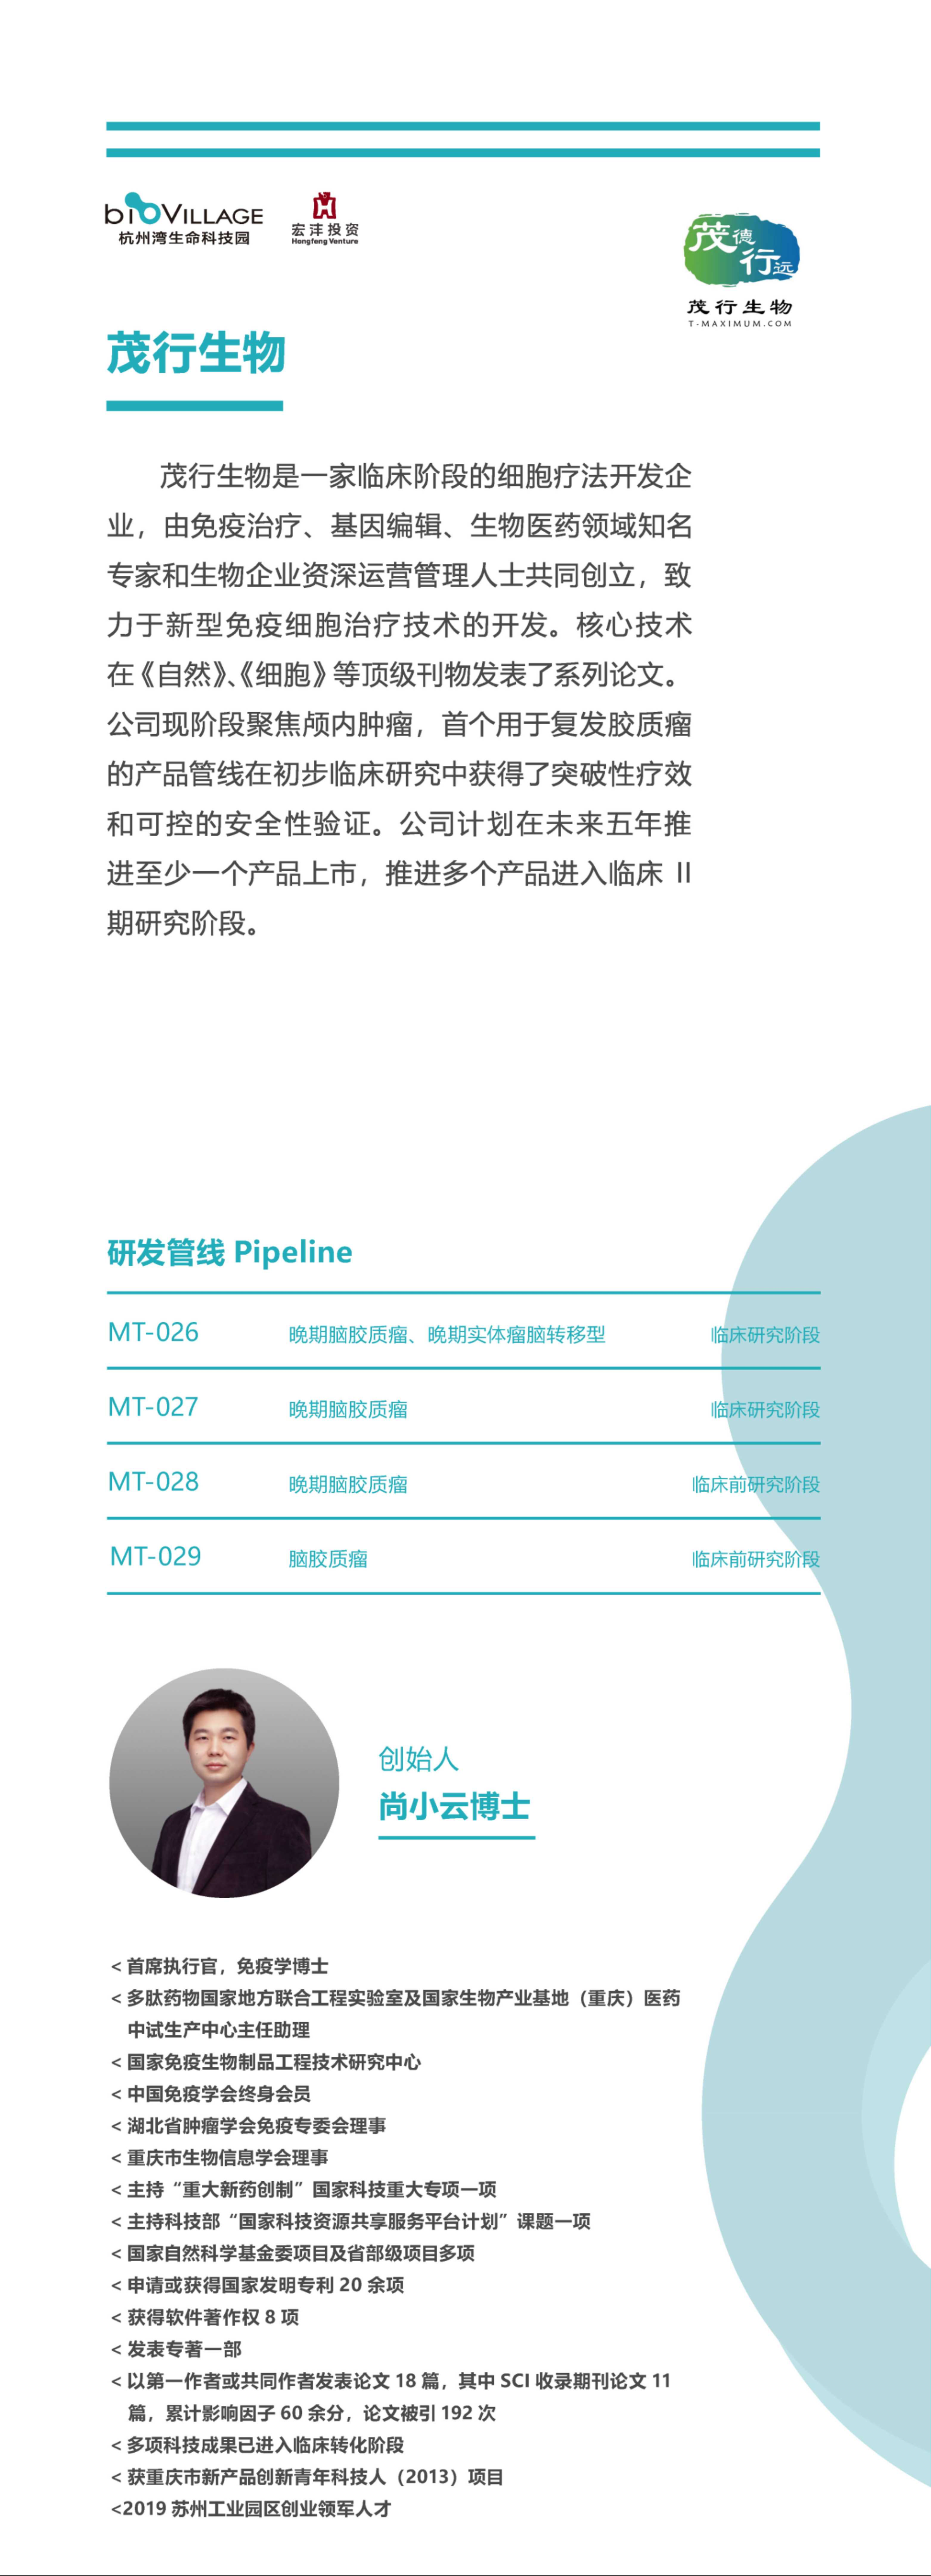 bioVILLAGE
杭州湾生命科技园
宏沣投资
Hongfeng Venture
茂德
行远
茂行生物
T-MAXIMUM.COM
茂行生物
茂行生物是一家临床阶段的细胞疗法开发企
业，由免疫治疗、基因编辑、生物医药领域知名
专家和生物企业资深运营管理人士共同创立，致
力于新型免疫细胞治疗技术的开发。核心技术
在《自然》、《细胞》等顶级刊物发表了系列论文。
公司现阶段聚焦颅内肿瘤，首个用于复发胶质瘤
的产品管线在初步临床研究中获得了突破性疗效
和可控的安全性验证。公司计划在未来五年推
进至少一个产品上市，推进多个产品进入临床 II
期研究阶段。
研发管线 Pipeline
MT-026 晚期脑胶质瘤、晚期实体瘤脑转移型 临床研究阶段
MT-027 晚期脑胶质瘤 临床研究阶段
MT-028 晚期脑胶质瘤 临床前研究阶段
MT-029 脑胶质瘤 临床前研究阶段
创始人
尚小云博士
< 首席执行官，免疫学博士
< 多肽药物国家地方联合工程实验室及国家生物产业基地（重庆）医药
中试生产中心主任助理
< 国家免疫生物制品工程技术研究中心
< 中国免疫学会终身会员
< 湖北省肿瘤学会免疫专委会理事
< 重庆市生物信息学会理事
< 主持“重大新药创制”国家科技重大专项一项
< 主持科技部“国家科技资源共享服务平台计划”课题一项
< 国家自然科学基金委项目及省部级项目多项
< 申请或获得国家发明专利 20 余项
< 获得软件著作权 8 项
< 发表专著一部
< 以第一作者或共同作者发表论文 18 篇，其中 SCI 收录期刊论文 11
篇，累计影响因子 60 余分，论文被引 192 次
< 多项科技成果已进入临床转化阶段
< 获重庆市新产品创新青年科技人（2013）项目
<2019 苏州工业园区创业领军人才